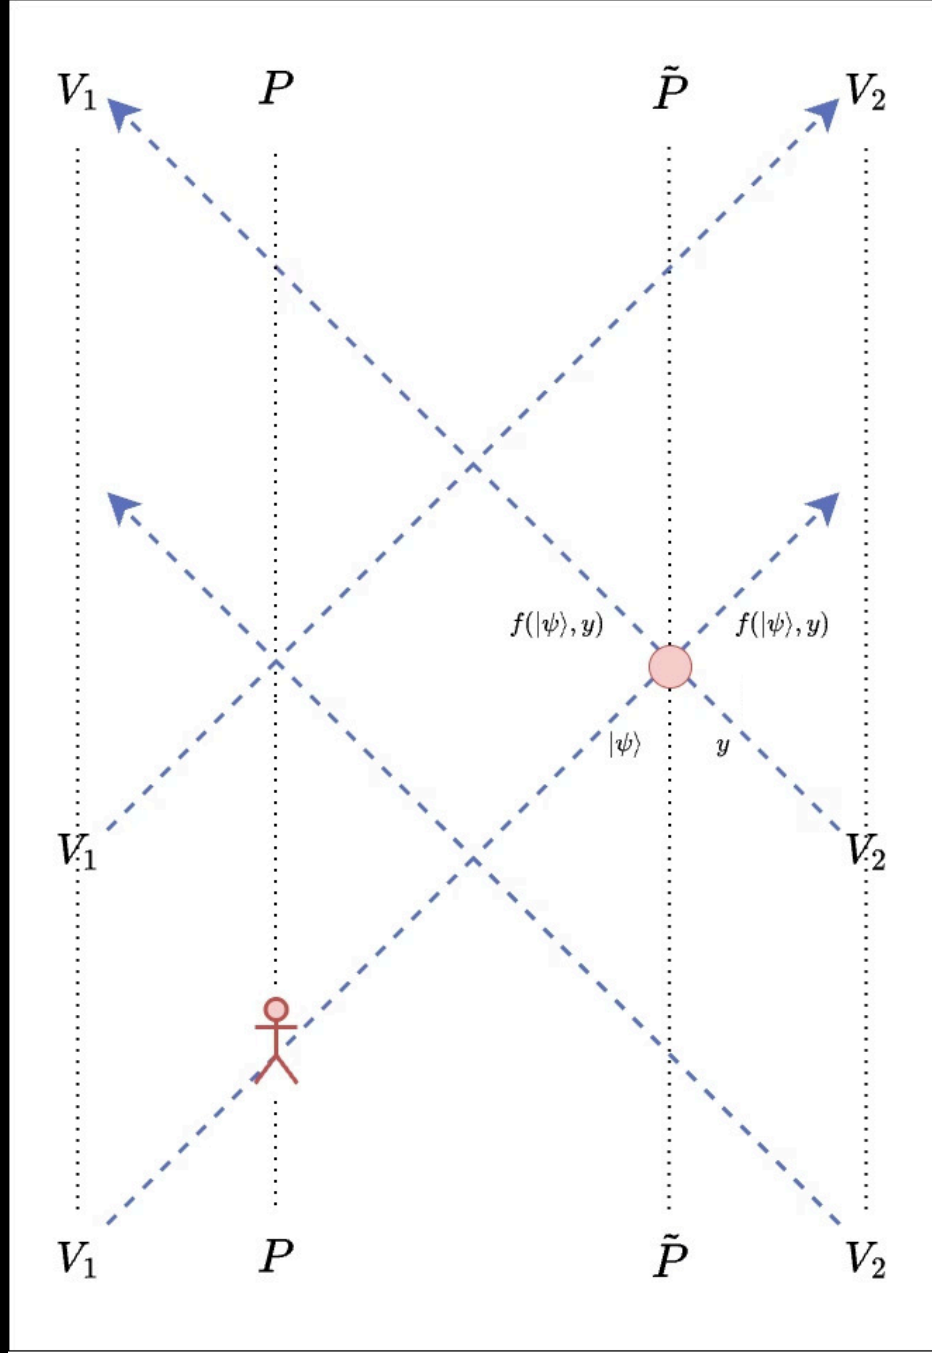 V₁ P P̃ V₂
f(|ψ⟩, y) f(|ψ⟩, y)
|ψ⟩ y
V₁ V₂
V₁ P P̃ V₂